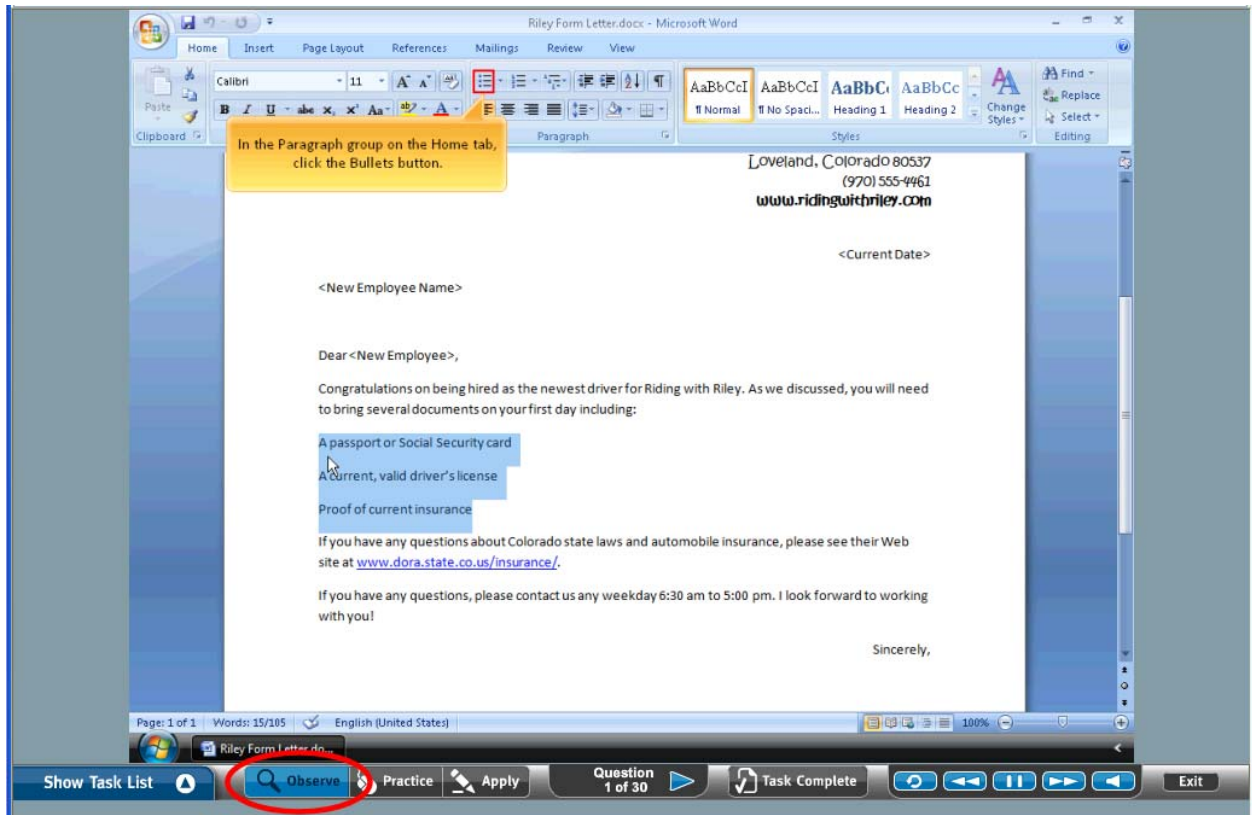 Riley Form Letter.docx - Microsoft Word
Home Insert Page Layout References Mailings Review View
Calibri 11 A A
AaBbCcI AaBbCcI AaBbC AaBbCc A Find
Replace
Paste B I U abc x, x² Aa ab A ¶ Normal ¶ No Spaci... Heading 1 Heading 2 Change Styles Select
Clipboard Paragraph Styles Editing
In the Paragraph group on the Home tab,
click the Bullets button.
Loveland, Colorado 80537
(970) 555-4461
www.ridingwithriley.com
<Current Date>
<New Employee Name>
Dear <New Employee>,
Congratulations on being hired as the newest driver for Riding with Riley. As we discussed, you will need
to bring several documents on your first day including:
A passport or Social Security card
A current, valid driver's license
Proof of current insurance
If you have any questions about Colorado state laws and automobile insurance, please see their Web
site at www.dora.state.co.us/insurance/.
If you have any questions, please contact us any weekday 6:30 am to 5:00 pm. I look forward to working
with you!
Sincerely,
Page: 1 of 1 Words: 15/105 English (United States) 100%
Riley Form Letter.do...
Show Task List Observe Practice Apply Question 1 of 30 Task Complete Exit